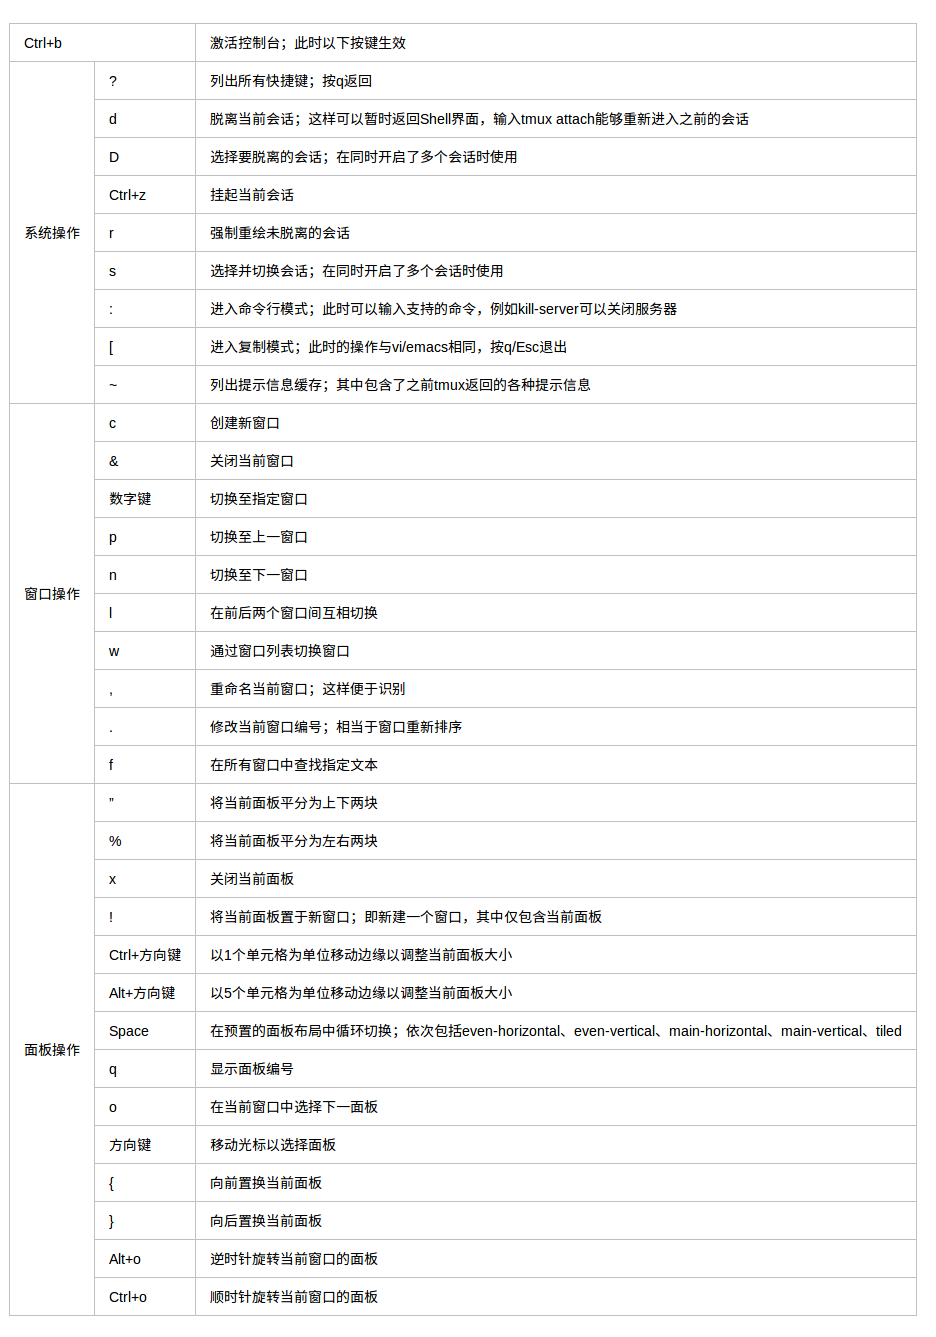 Ctrl+b 激活控制台；此时以下按键生效
系统操作
? 列出所有快捷键；按q返回
d 脱离当前会话；这样可以暂时返回Shell界面，输入tmux attach能够重新进入之前的会话
D 选择要脱离的会话；在同时开启了多个会话时使用
Ctrl+z 挂起当前会话
r 强制重绘未脱离的会话
s 选择并切换会话；在同时开启了多个会话时使用
: 进入命令行模式；此时可以输入支持的命令，例如kill-server可以关闭服务器
[ 进入复制模式；此时的操作与vi/emacs相同，按q/Esc退出
~ 列出提示信息缓存；其中包含了之前tmux返回的各种提示信息
窗口操作
c 创建新窗口
& 关闭当前窗口
数字键 切换至指定窗口
p 切换至上一窗口
n 切换至下一窗口
l 在前后两个窗口间互相切换
w 通过窗口列表切换窗口
, 重命名当前窗口；这样便于识别
. 修改当前窗口编号；相当于窗口重新排序
f 在所有窗口中查找指定文本
面板操作
” 将当前面板平分为上下两块
% 将当前面板平分为左右两块
x 关闭当前面板
! 将当前面板置于新窗口；即新建一个窗口，其中仅包含当前面板
Ctrl+方向键 以1个单元格为单位移动边缘以调整当前面板大小
Alt+方向键 以5个单元格为单位移动边缘以调整当前面板大小
Space 在预置的面板布局中循环切换；依次包括even-horizontal、even-vertical、main-horizontal、main-vertical、tiled
q 显示面板编号
o 在当前窗口中选择下一面板
方向键 移动光标以选择面板
{ 向前置换当前面板
} 向后置换当前面板
Alt+o 逆时针旋转当前窗口的面板
Ctrl+o 顺时针旋转当前窗口的面板